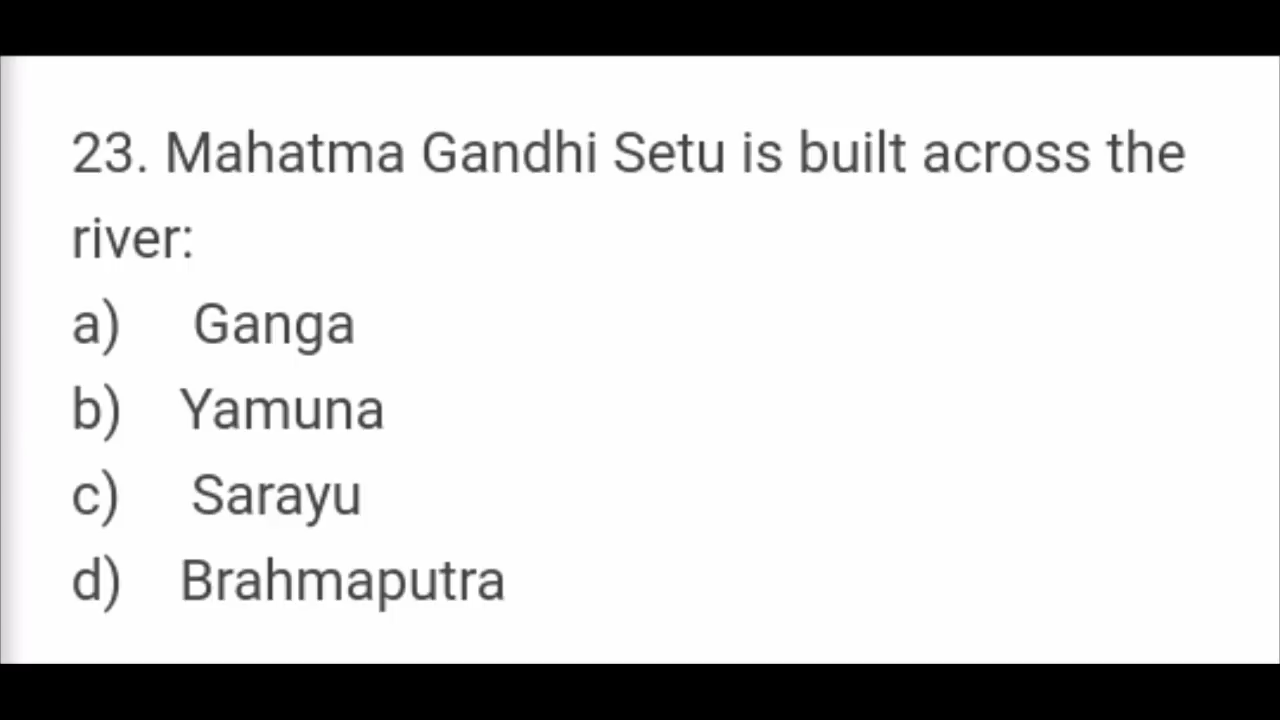 23. Mahatma Gandhi Setu is built across the
river:
a) Ganga
b) Yamuna
c) Sarayu
d) Brahmaputra